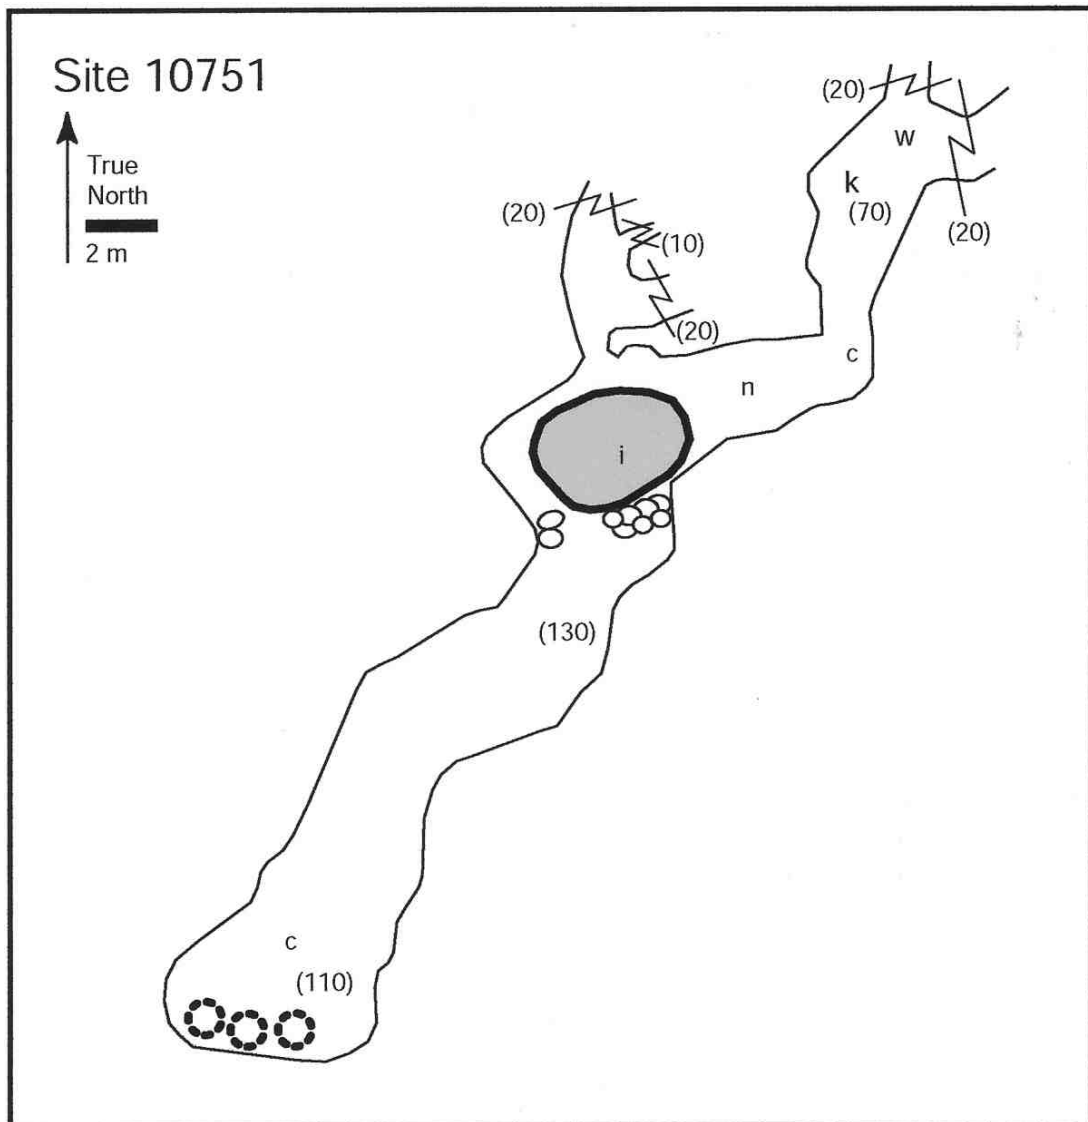 Site 10751
True
North
2 m
(20)
w
k
(70)
(20)
(20)
(10)
(20)
c
n
i
(130)
c
(110)